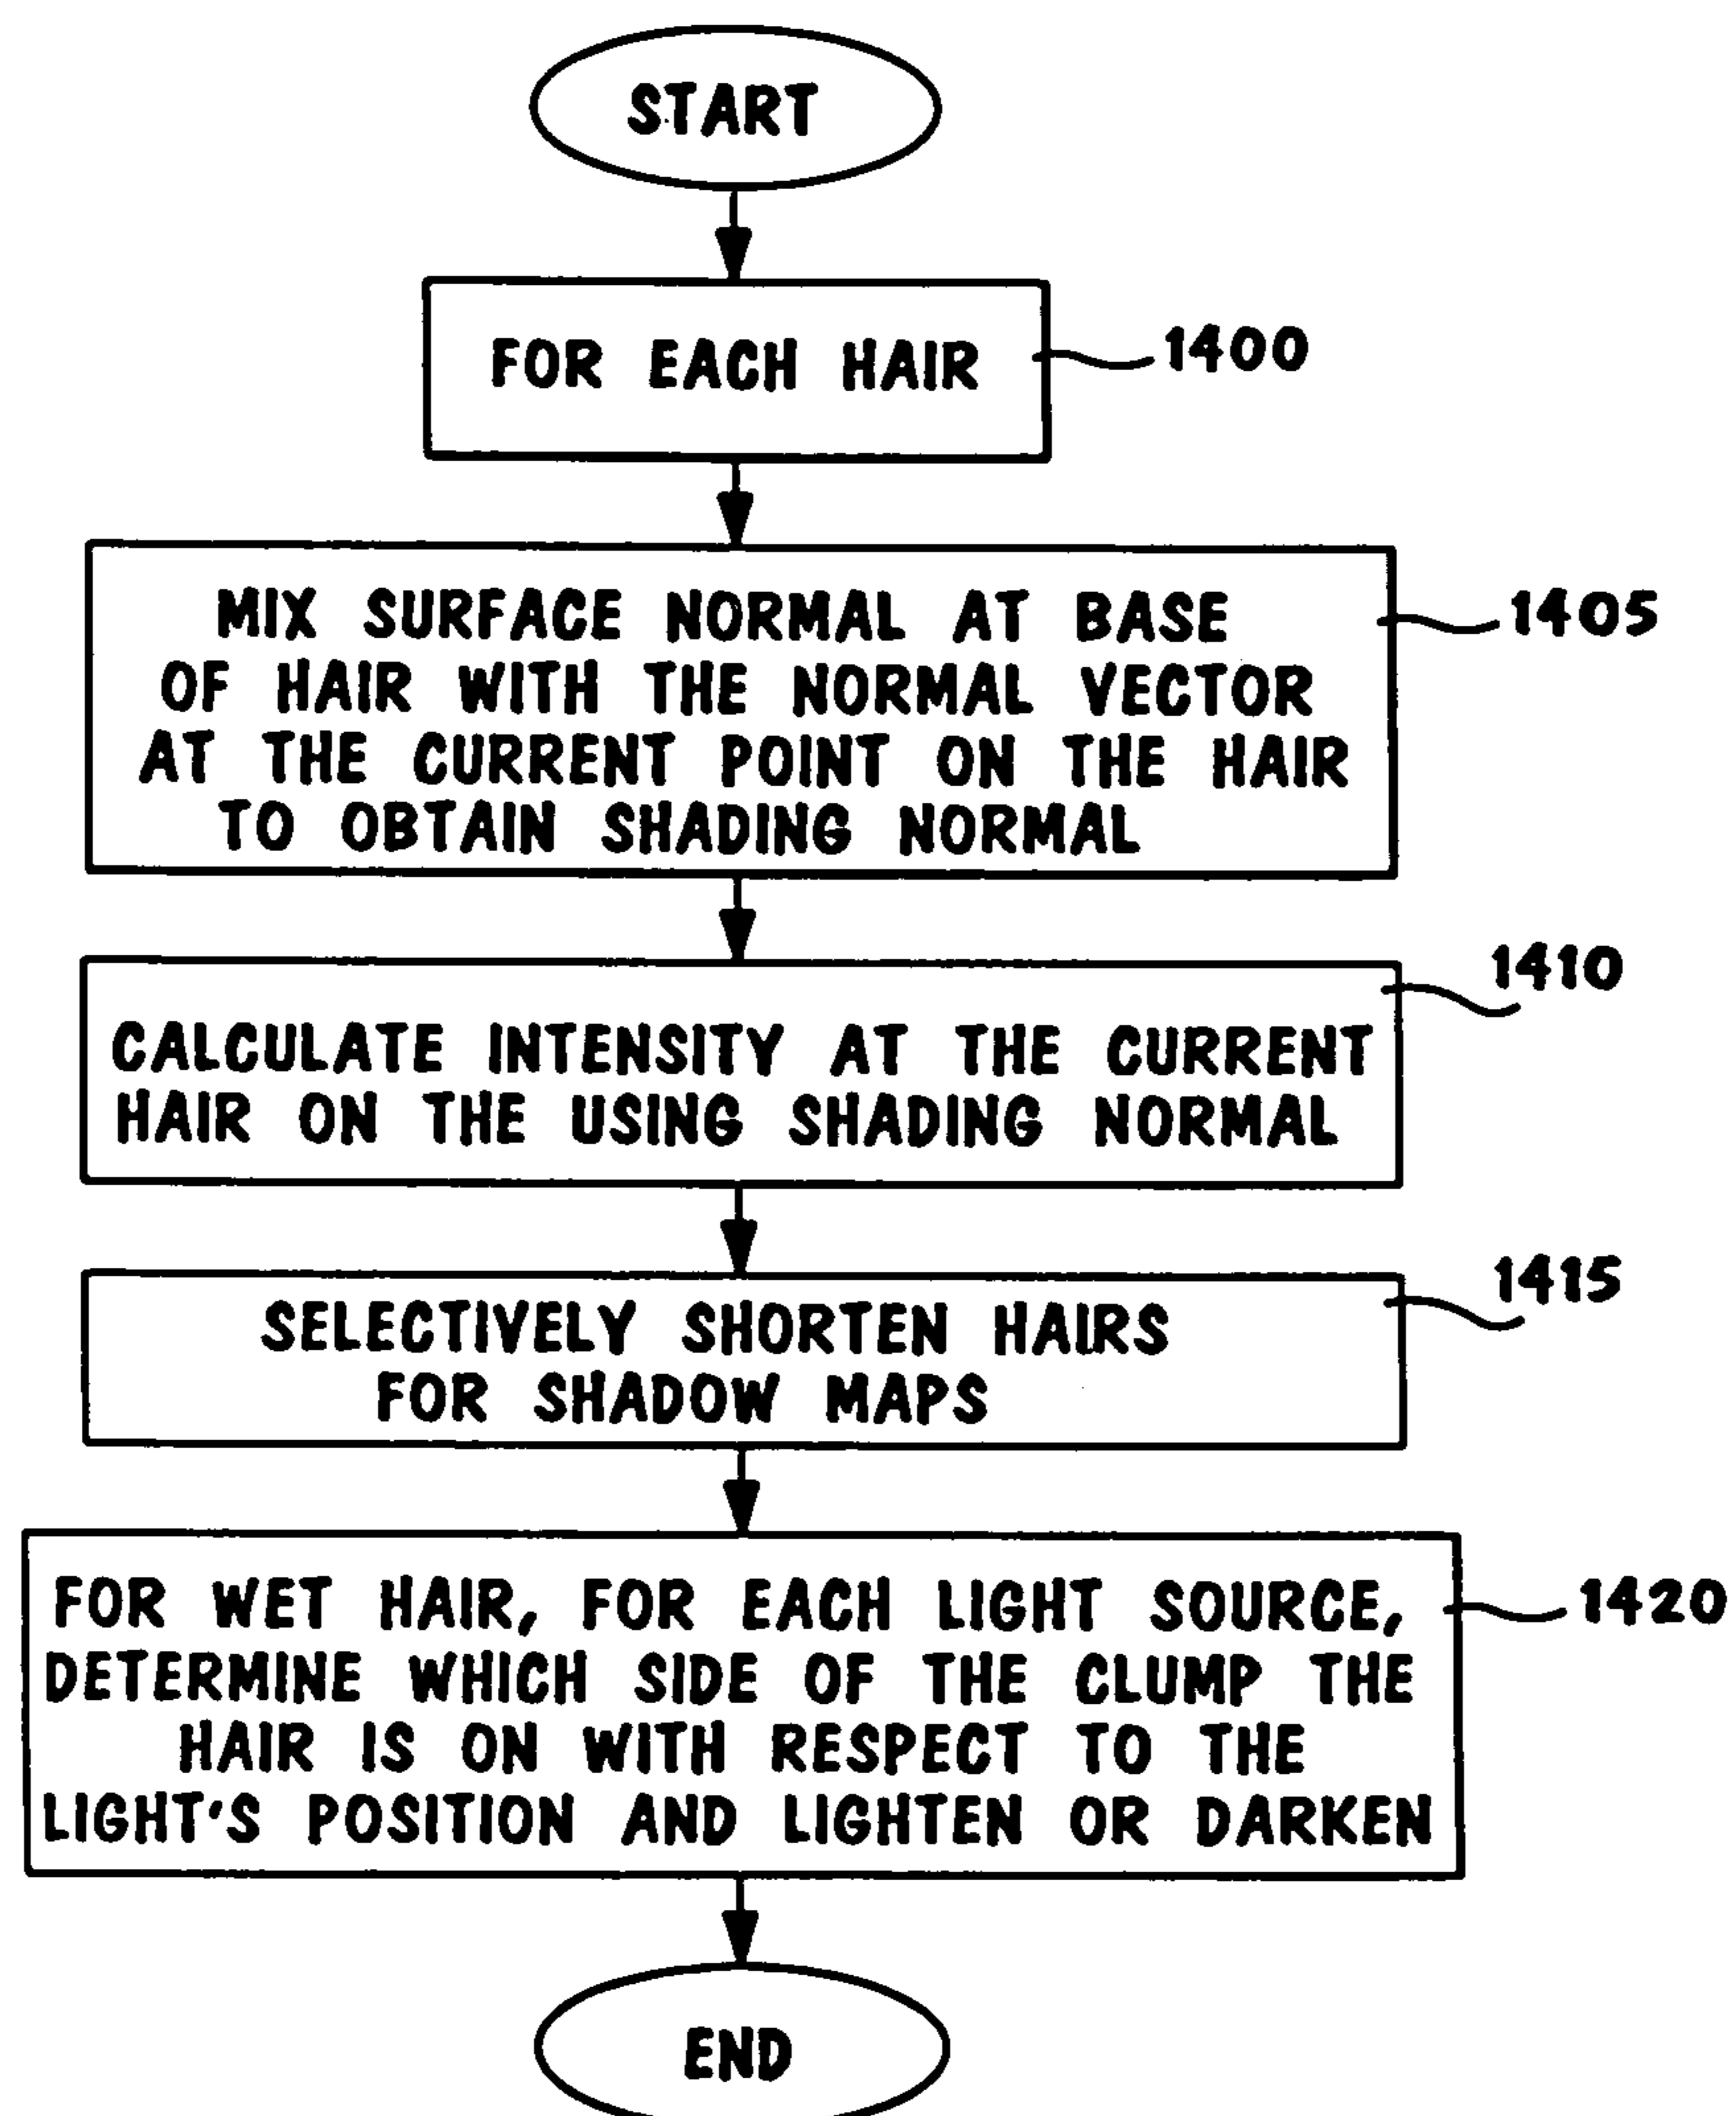 START
FOR EACH HAIR
1400
MIX SURFACE NORMAL AT BASE
OF HAIR WITH THE NORMAL VECTOR
AT THE CURRENT POINT ON THE HAIR
TO OBTAIN SHADING NORMAL
1405
CALCULATE INTENSITY AT THE CURRENT
HAIR ON THE USING SHADING NORMAL
1410
SELECTIVELY SHORTEN HAIRS
FOR SHADOW MAPS
1415
FOR WET HAIR, FOR EACH LIGHT SOURCE,
DETERMINE WHICH SIDE OF THE CLUMP THE
HAIR IS ON WITH RESPECT TO THE
LIGHT'S POSITION AND LIGHTEN OR DARKEN
1420
END